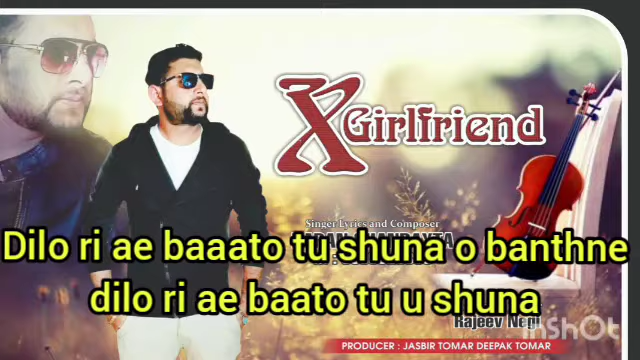 XGirlfriend
Singer Lyrics and Composer
Dilo ri ae baaato tu shuna o banthne
dilo ri ae baato tu u shuna
Rajeev Negi
InShOt
PRODUCER : JASBIR TOMAR DEEPAK TOMAR